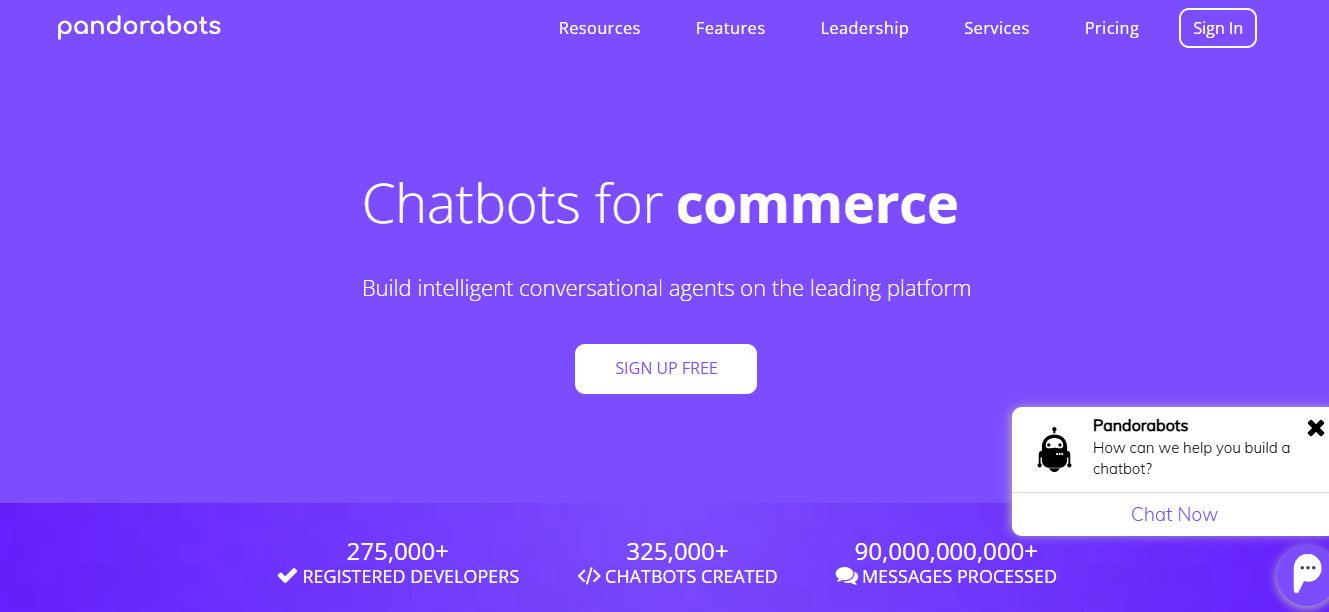 pandorabots
Resources Features Leadership Services Pricing Sign In
Chatbots for commerce
Build intelligent conversational agents on the leading platform
SIGN UP FREE
Pandorabots
How can we help you build a
chatbot?
Chat Now
275,000+
REGISTERED DEVELOPERS
325,000+
</> CHATBOTS CREATED
90,000,000,000+
MESSAGES PROCESSED